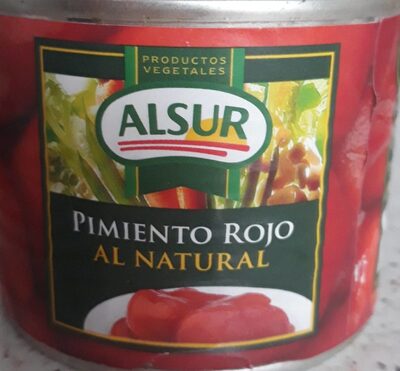 PRODUCTOS
VEGETALES
ALSUR
PIMIENTO ROJO
AL NATURAL